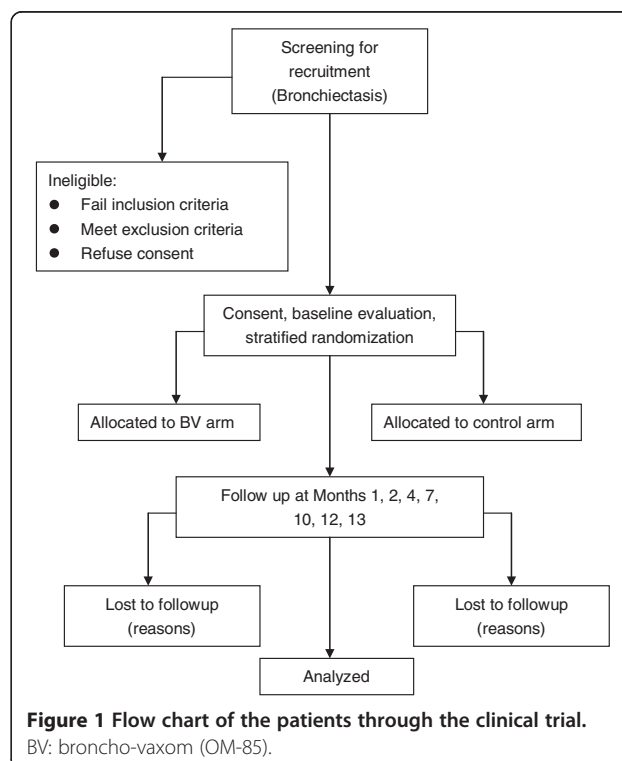 Screening for
recruitment
(Bronchiectasis)
Ineligible:
● Fail inclusion criteria
● Meet exclusion criteria
● Refuse consent
Consent, baseline evaluation,
stratified randomization
Allocated to BV arm
Allocated to control arm
Follow up at Months 1, 2, 4, 7,
10, 12, 13
Lost to followup
(reasons)
Lost to followup
(reasons)
Analyzed
Figure 1 Flow chart of the patients through the clinical trial.
BV: broncho-vaxom (OM-85).